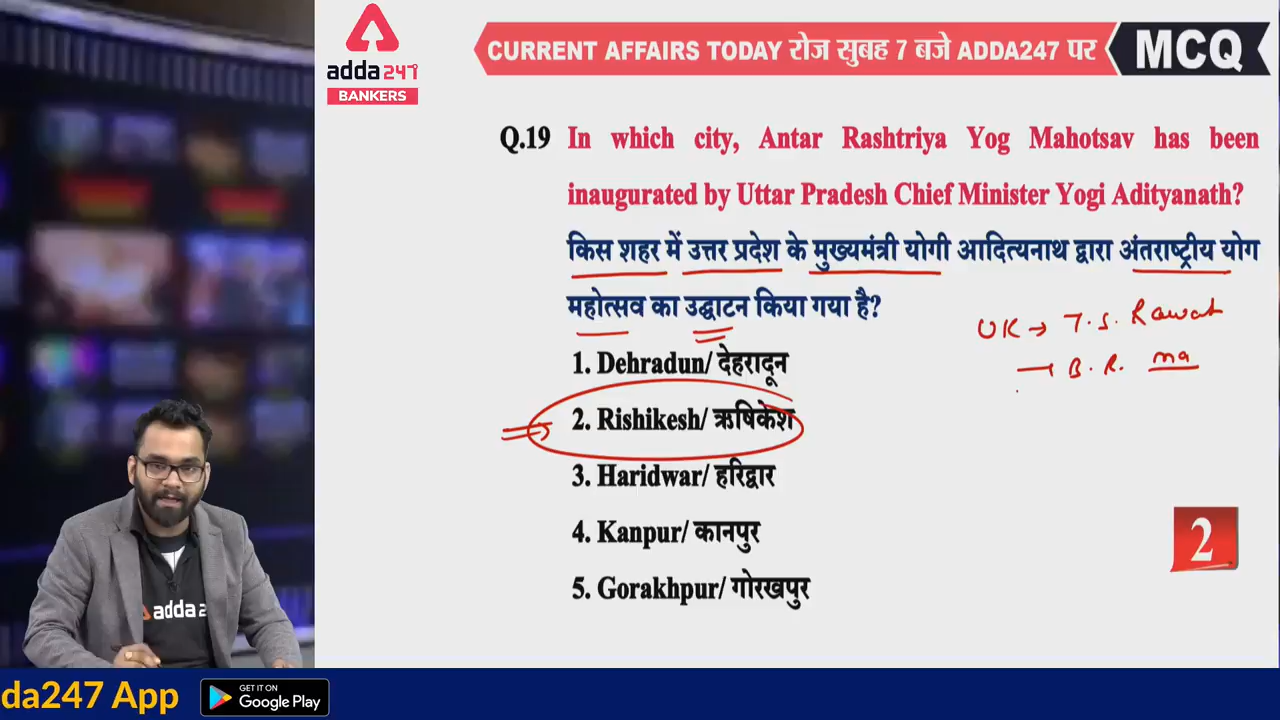 adda247
BANKERS
CURRENT AFFAIRS TODAY रोज सुबह 7 बजे ADDA247 पर
MCQ
Q.19 In which city, Antar Rashtriya Yog Mahotsav has been
inaugurated by Uttar Pradesh Chief Minister Yogi Adityanath?
किस शहर में उत्तर प्रदेश के मुख्यमंत्री योगी आदित्यनाथ द्वारा अंतराष्ट्रीय योग
महोत्सव का उद्घाटन किया गया है?
UK → T.S. Rawat
→ B.R. ma
1. Dehradun/ देहरादून
2. Rishikesh/ ऋषिकेश
3. Haridwar/ हरिद्वार
4. Kanpur/ कानपुर
5. Gorakhpur/ गोरखपुर
2
adda2
da247 App
GET IT ON
Google Play